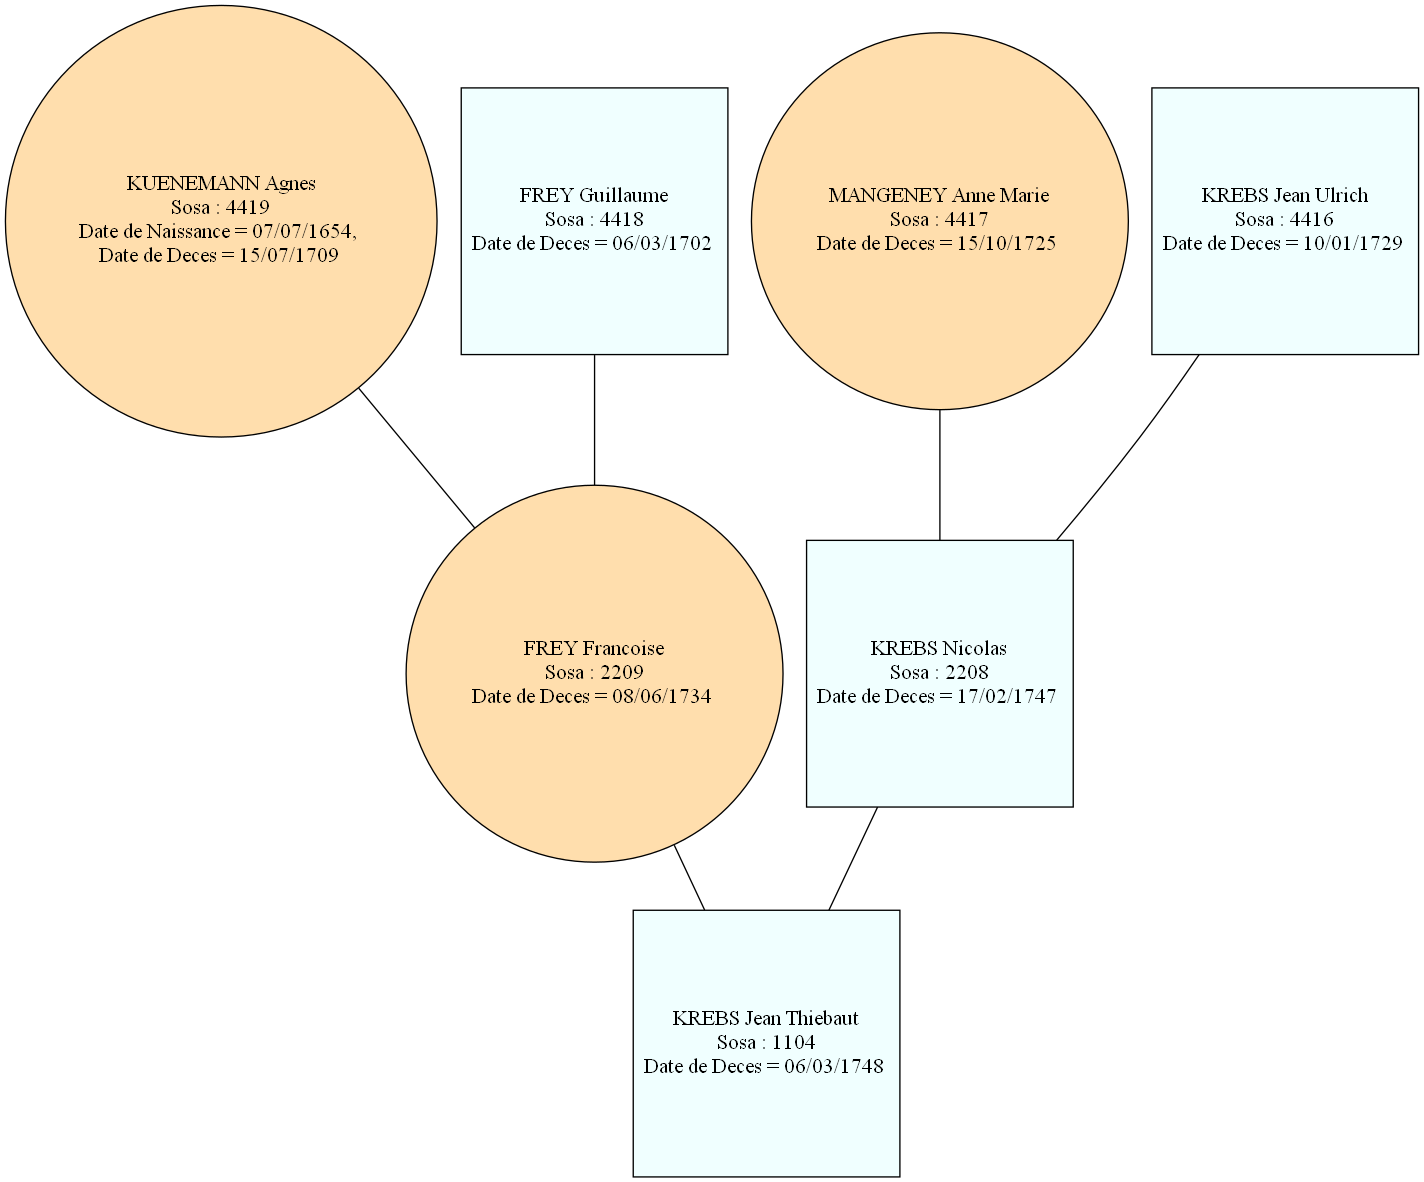 KUENEMANN Agnes
Sosa : 4419
Date de Naissance = 07/07/1654,
Date de Deces = 15/07/1709
FREY Guillaume
Sosa : 4418
Date de Deces = 06/03/1702
MANGENEY Anne Marie
Sosa : 4417
Date de Deces = 15/10/1725
KREBS Jean Ulrich
Sosa : 4416
Date de Deces = 10/01/1729
FREY Francoise
Sosa : 2209
Date de Deces = 08/06/1734
KREBS Nicolas
Sosa : 2208
Date de Deces = 17/02/1747
KREBS Jean Thiebaut
Sosa : 1104
Date de Deces = 06/03/1748